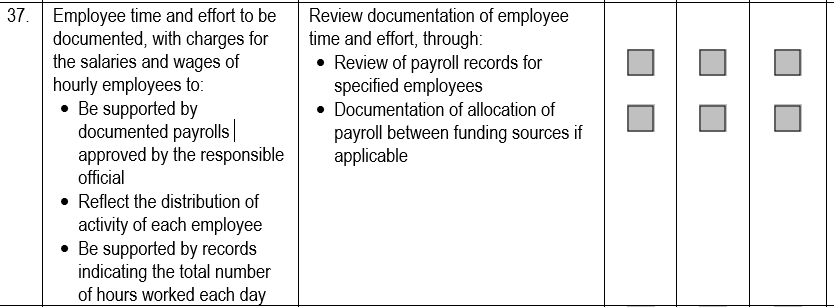 37.
Employee time and effort to be
documented, with charges for
the salaries and wages of
hourly employees to:
• Be supported by
documented payrolls
approved by the responsible
official
• Reflect the distribution of
activity of each employee
• Be supported by records
indicating the total number
of hours worked each day
Review documentation of employee
time and effort, through:
• Review of payroll records for
specified employees
• Documentation of allocation of
payroll between funding sources if
applicable